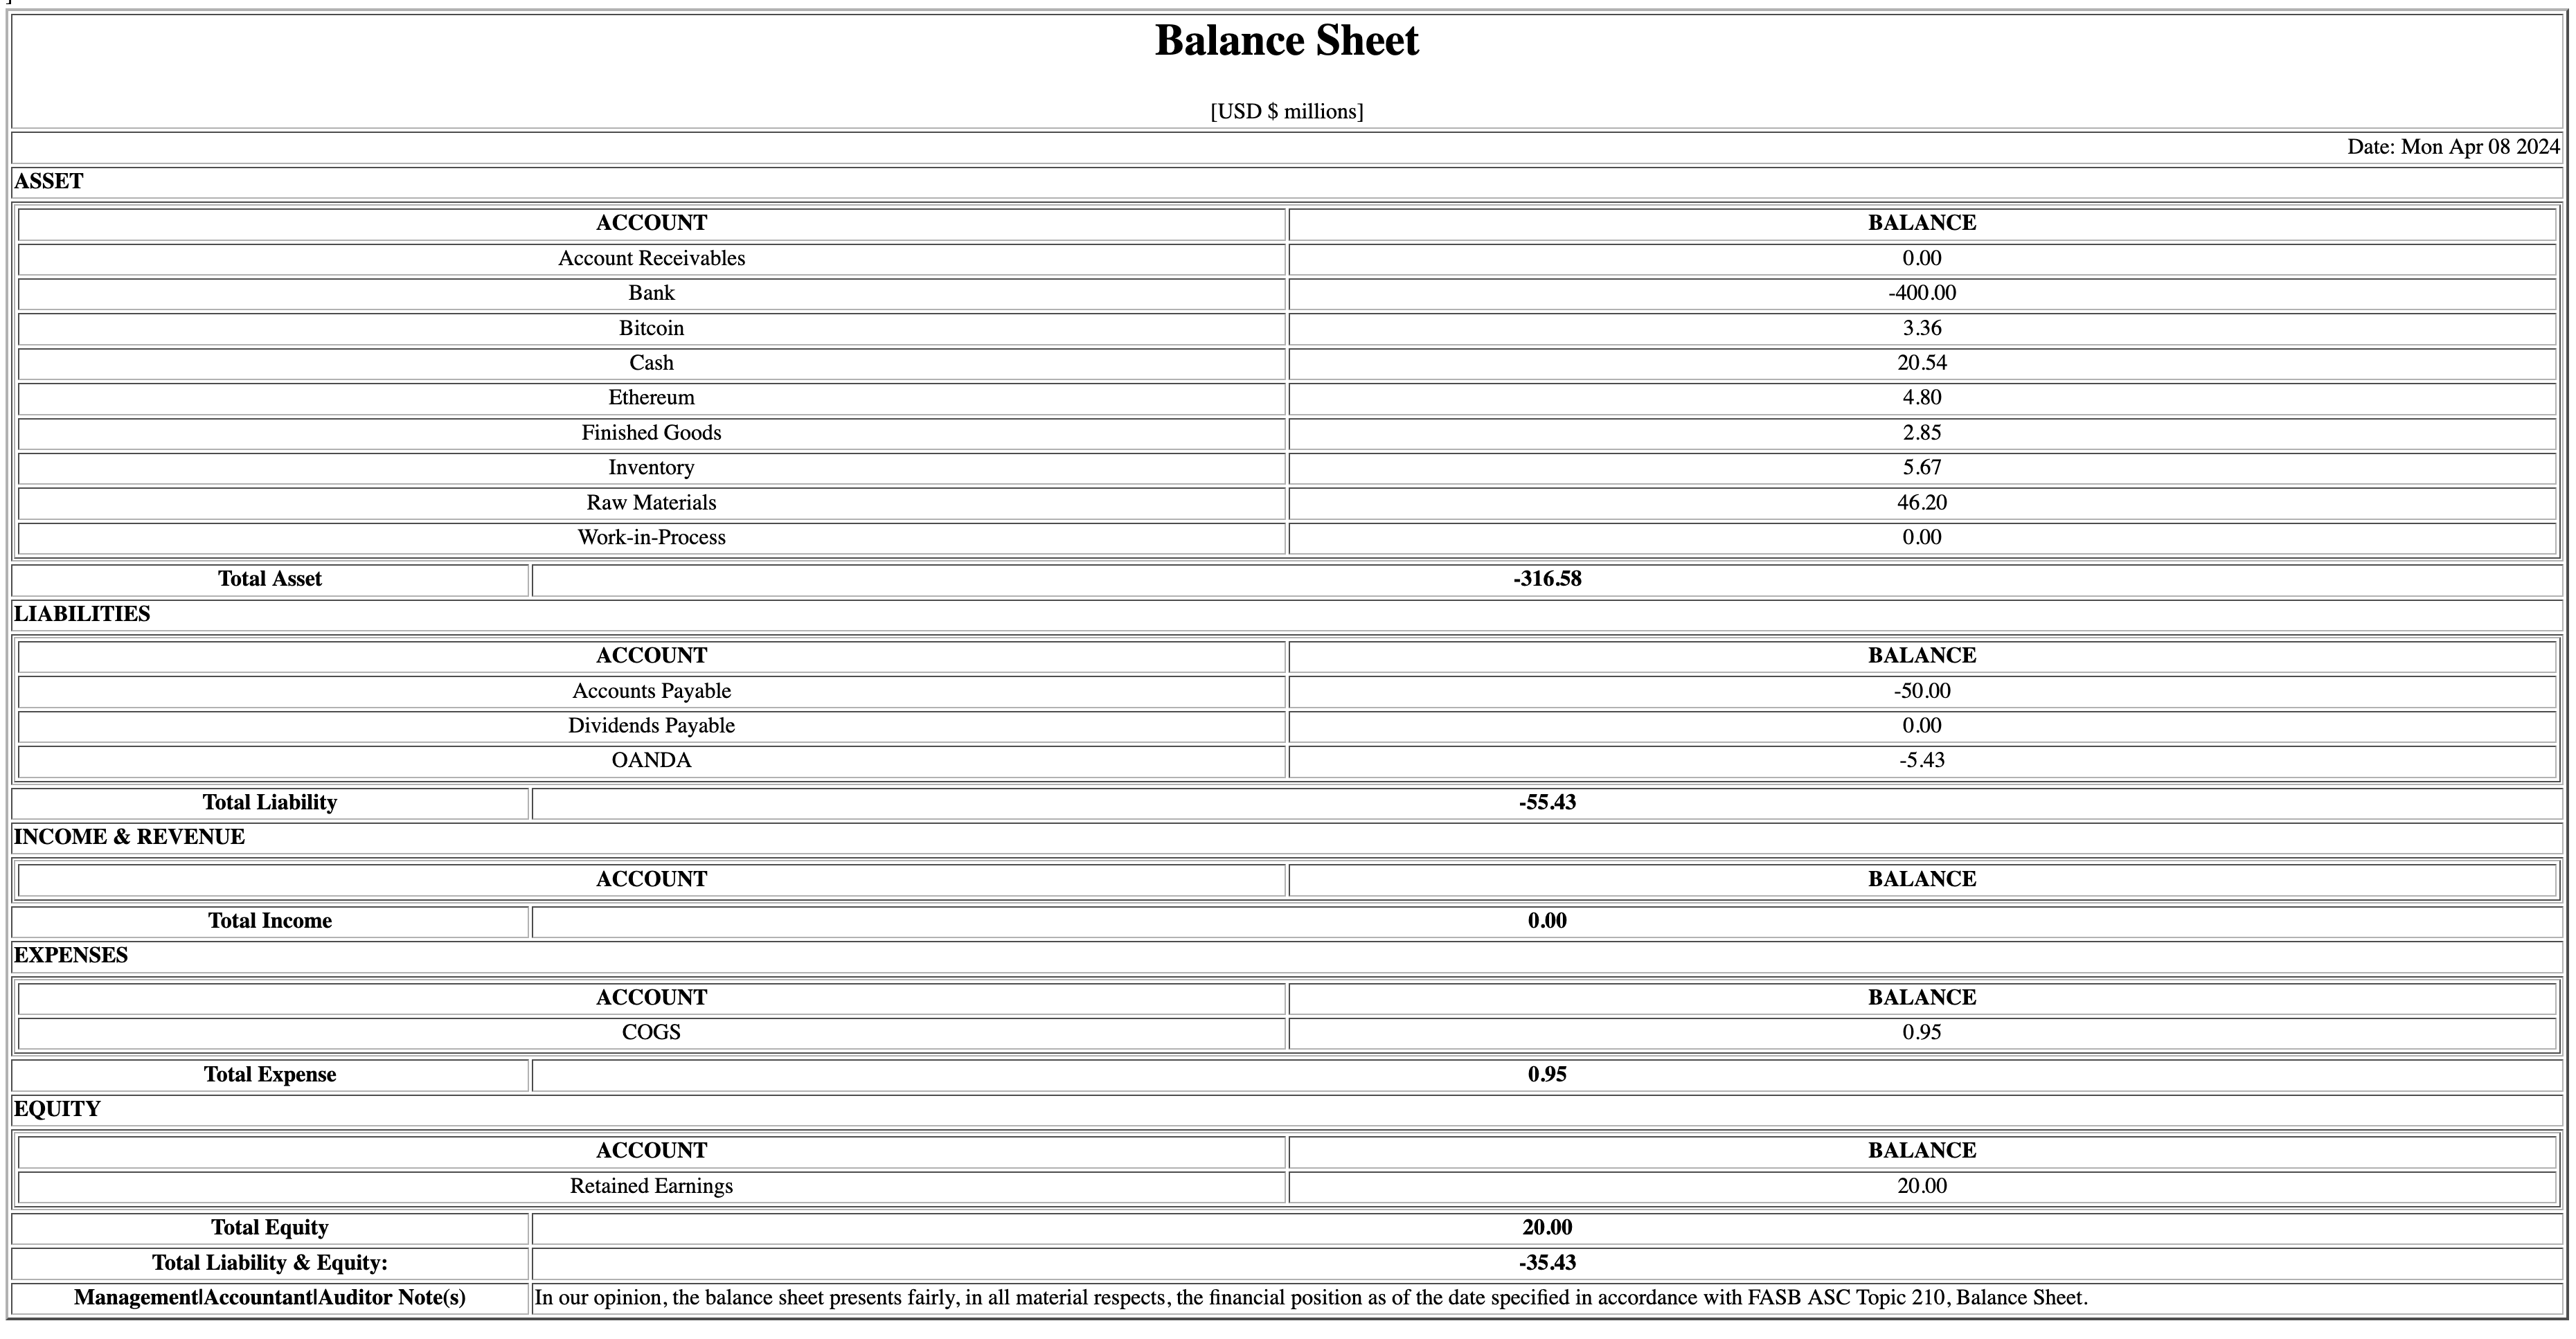 Balance Sheet
[USD $ millions]
Date: Mon Apr 08 2024
ASSET
ACCOUNT BALANCE
Account Receivables 0.00
Bank -400.00
Bitcoin 3.36
Cash 20.54
Ethereum 4.80
Finished Goods 2.85
Inventory 5.67
Raw Materials 46.20
Work-in-Process 0.00
Total Asset -316.58
LIABILITIES
ACCOUNT BALANCE
Accounts Payable -50.00
Dividends Payable 0.00
OANDA -5.43
Total Liability -55.43
INCOME & REVENUE
ACCOUNT BALANCE
Total Income 0.00
EXPENSES
ACCOUNT BALANCE
COGS 0.95
Total Expense 0.95
EQUITY
ACCOUNT BALANCE
Retained Earnings 20.00
Total Equity 20.00
Total Liability & Equity: -35.43
Management|Accountant|Auditor Note(s) In our opinion, the balance sheet presents fairly, in all material respects, the financial position as of the date specified in accordance with FASB ASC Topic 210, Balance Sheet.